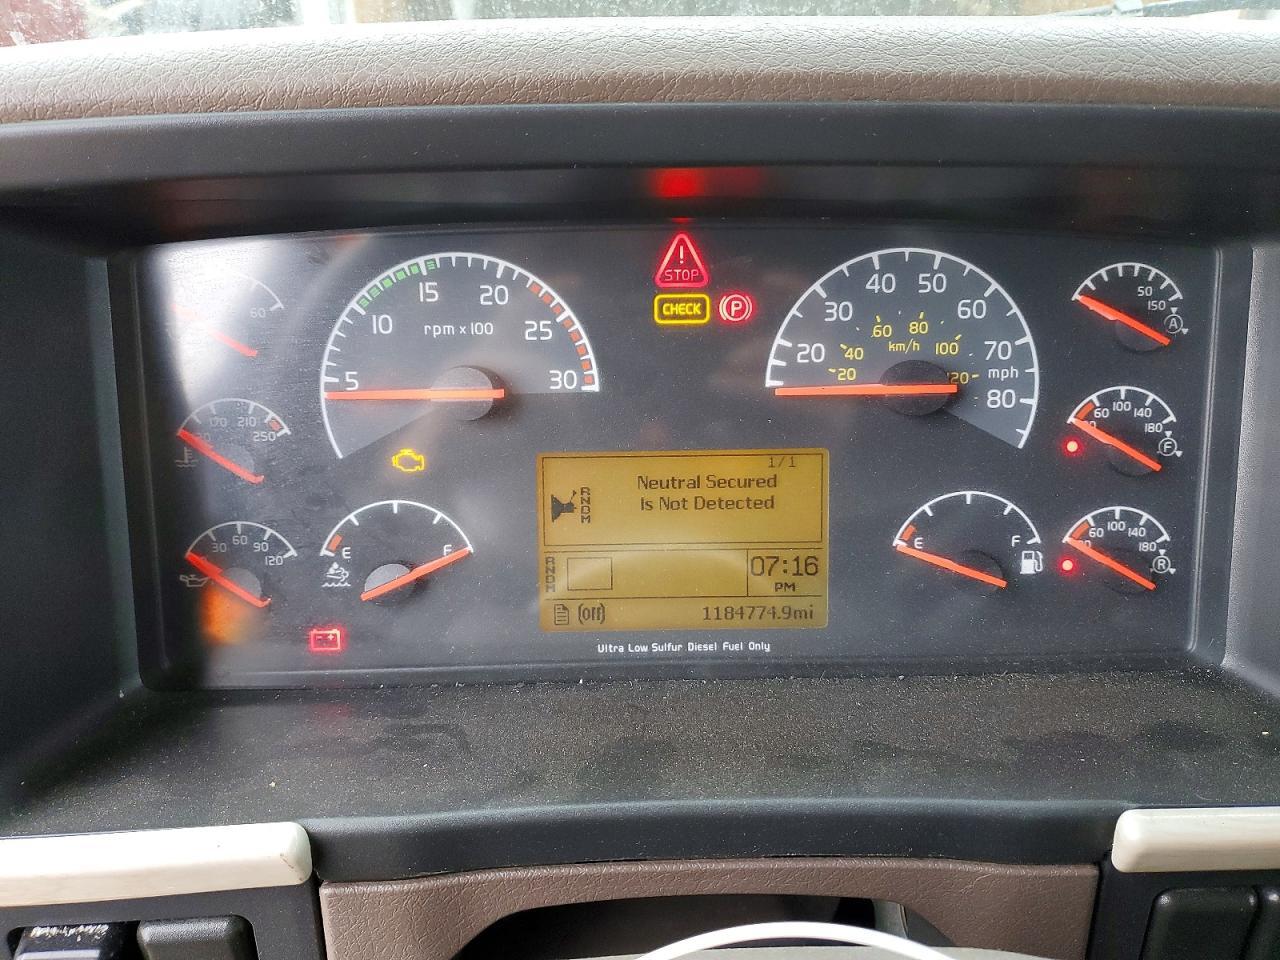 STOP
CHECK
P
60
5
10
15
20
25
30
rpm x 100
20
30
40
50
60
70
80
mph
20
40
60
80
100
120
km/h
50
150
A
170
210
250
60
100
140
180
F
30
60
90
120
E
F
1/1
Neutral Secured
Is Not Detected
R
N
D
M
R
N
D
M
07:16
PM
(Off)
1184774.9mi
E
F
60
100
140
180
R
Ultra Low Sulfur Diesel Fuel Only